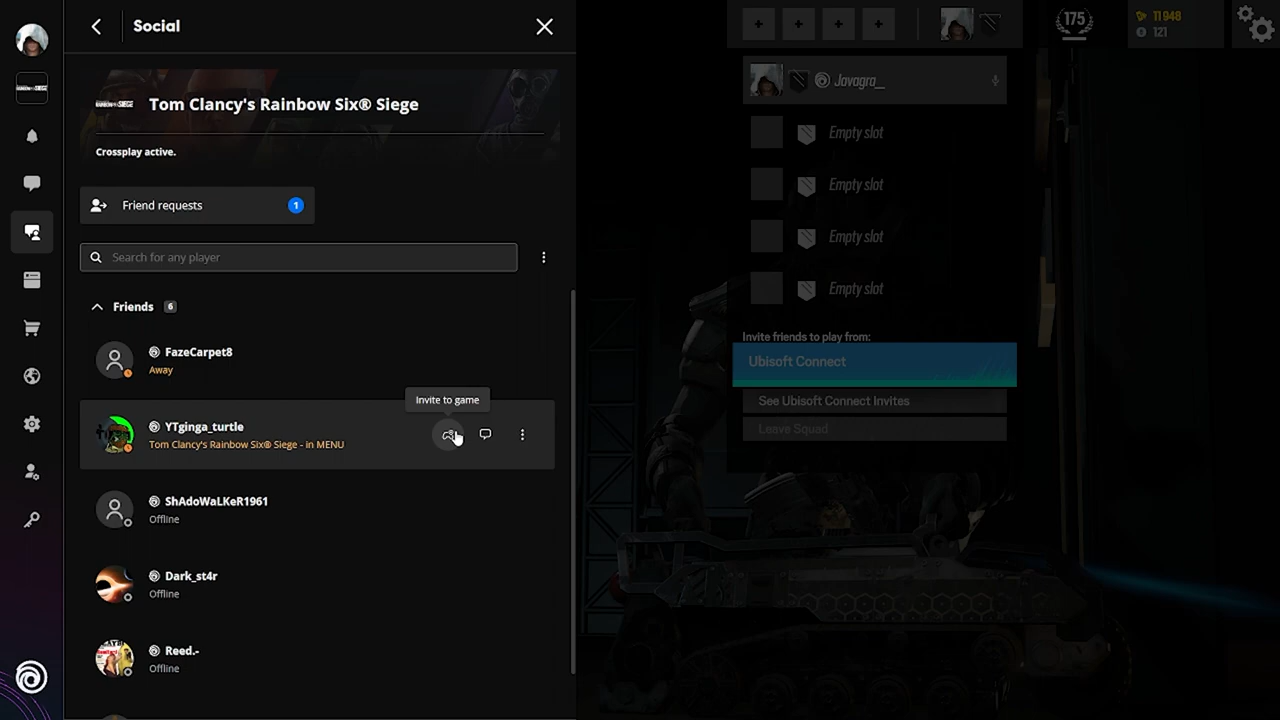 Social
Tom Clancy's Rainbow Six® Siege
Crossplay active.
Friend requests
1
Search for any player
Friends 6
FazeCarpet8
Away
Invite to game
YTginga_turtle
Tom Clancy's Rainbow Six® Siege - in MENU
ShAdoWaLKeR1961
Offline
Dark_st4r
Offline
Reed.-
Offline
175
11 948
121
Javagra__
Empty slot
Empty slot
Empty slot
Empty slot
Invite friends to play from:
Ubisoft Connect
See Ubisoft Connect Invites
Leave Squad